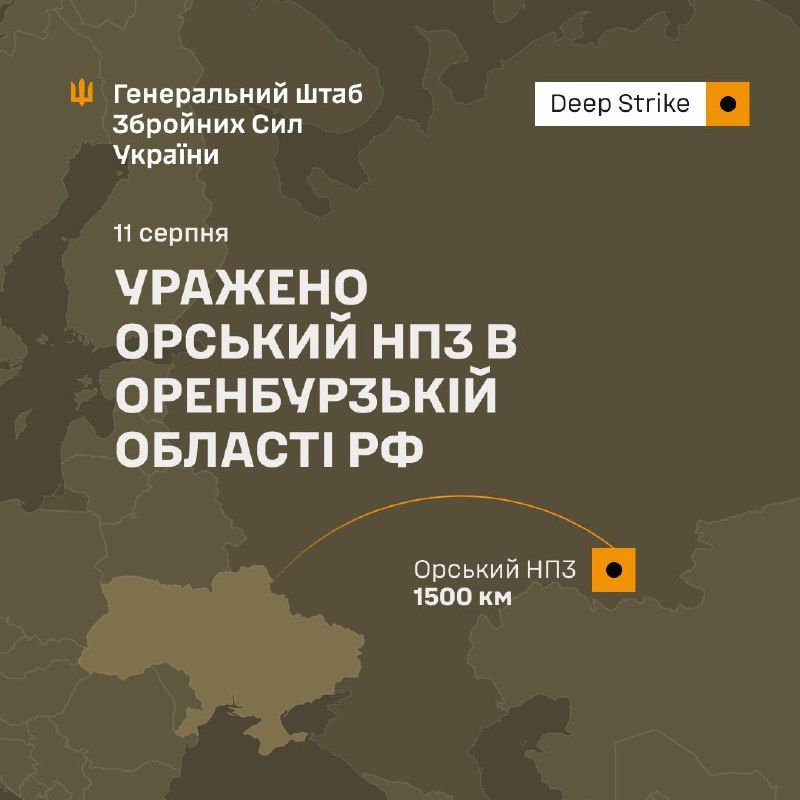 Генеральний Штаб
Збройних Сил
України
Deep Strike
11 серпня
УРАЖЕНО
ОРСЬКИЙ НПЗ В
ОРЕНБУРЗЬКІЙ
ОБЛАСТІ РФ
Орський НПЗ
1500 км